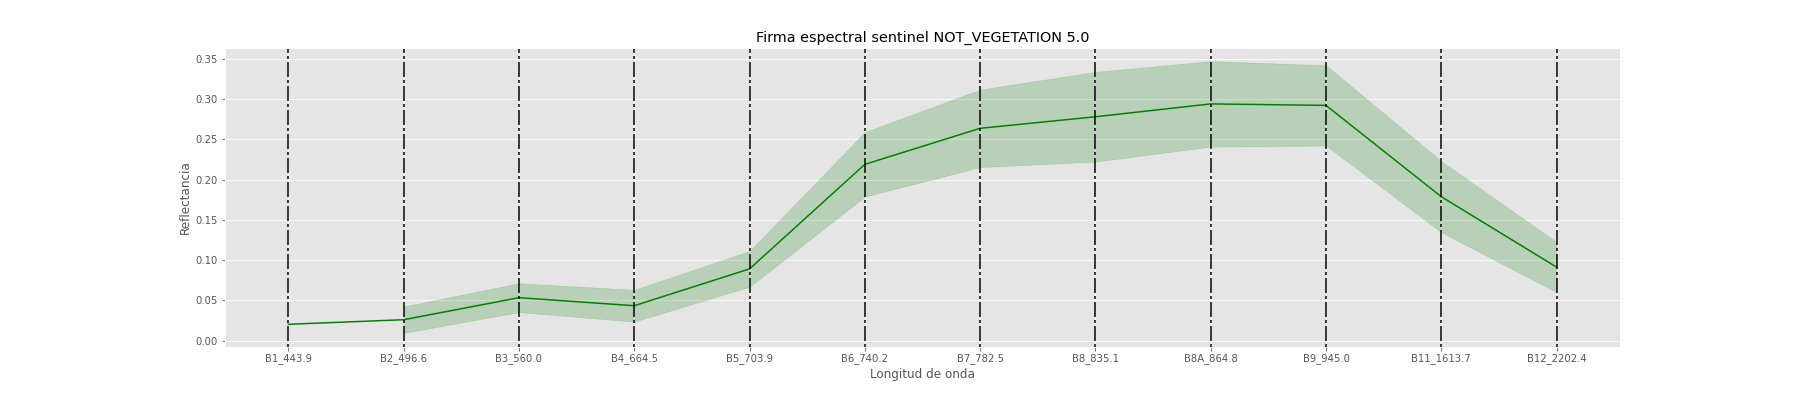 Firma espectral sentinel NOT_VEGETATION 5.0
0.35
0.30
0.25
0.20
0.15
0.10
0.05
0.00
Reflectancia
B1_443.9 B2_496.6 B3_560.0 B4_664.5 B5_703.9 B6_740.2 B7_782.5 B8_835.1 B8A_864.8 B9_945.0 B11_1613.7 B12_2202.4
Longitud de onda